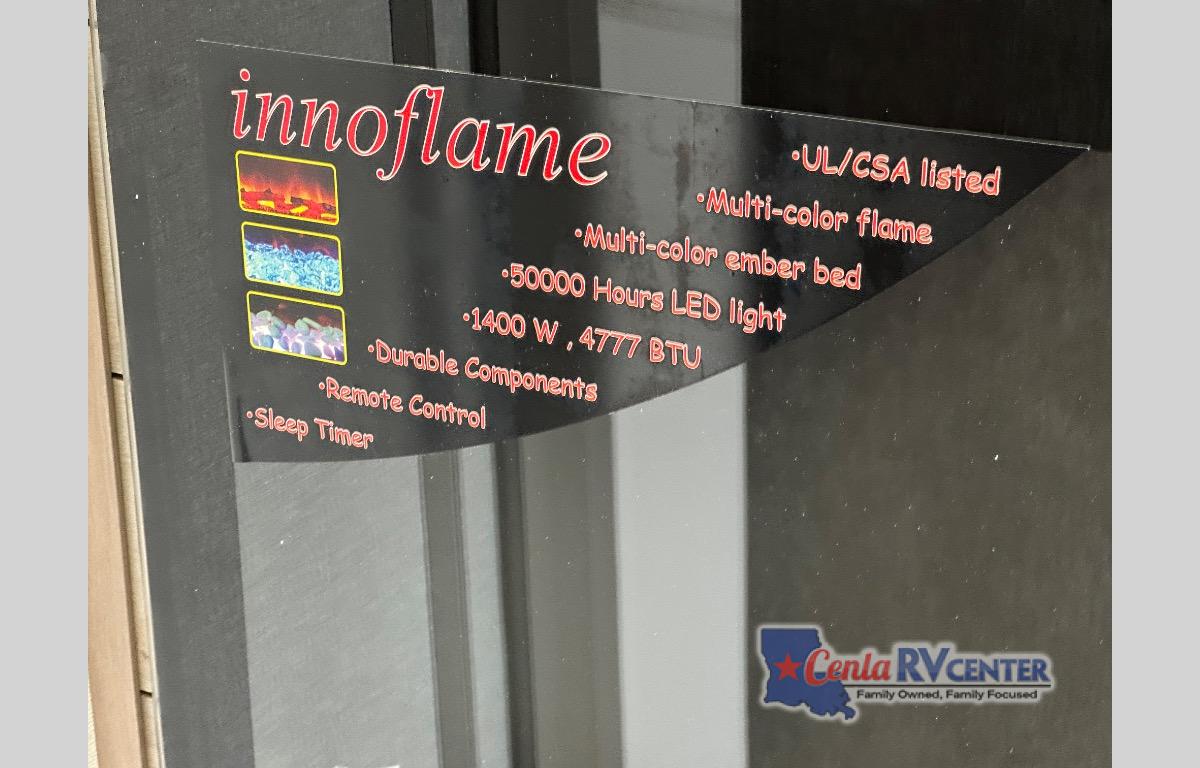 innoflame
•UL/CSA listed
•Multi-color flame
•Multi-color ember bed
•50000 Hours LED light
•1400 W , 4777 BTU
•Durable Components
•Remote Control
•Sleep Timer
Cenla RV CENTER
Family Owned, Family Focused